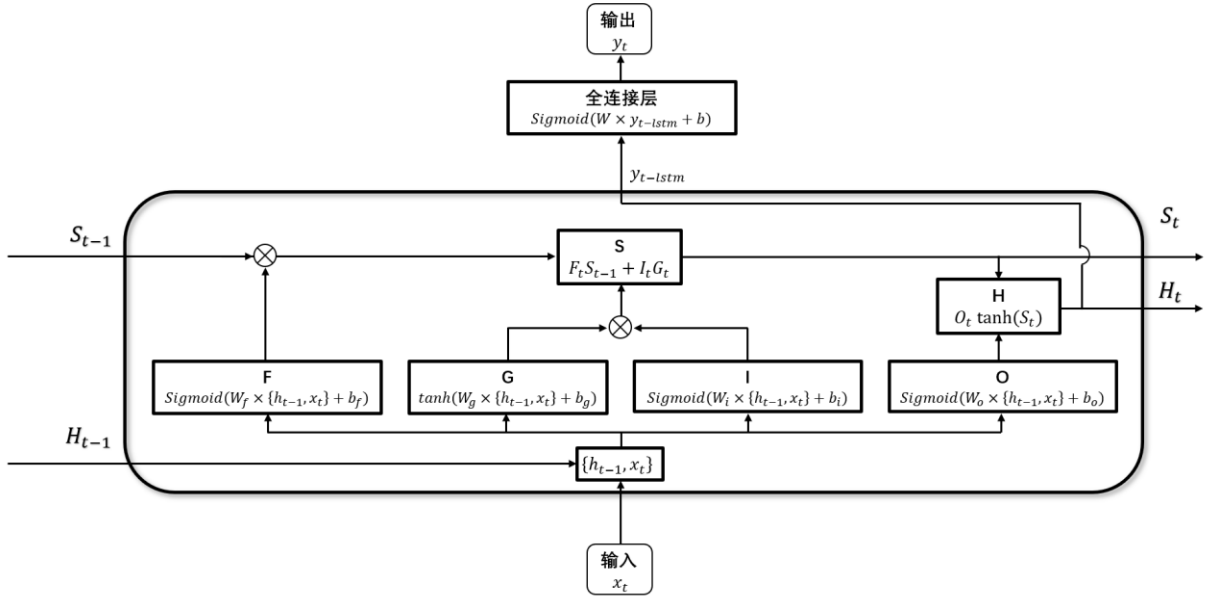 输出
y_t
全连接层
Sigmoid(W × y_{t-lstm} + b)
y_{t-lstm}
S_{t-1}
S_t
S
F_t S_{t-1} + I_t G_t
H_t
H
O_t tanh(S_t)
F
Sigmoid(W_f × {h_{t-1}, x_t} + b_f)
G
tanh(W_g × {h_{t-1}, x_t} + b_g)
I
Sigmoid(W_i × {h_{t-1}, x_t} + b_i)
O
Sigmoid(W_o × {h_{t-1}, x_t} + b_o)
H_{t-1}
{h_{t-1}, x_t}
输入
x_t